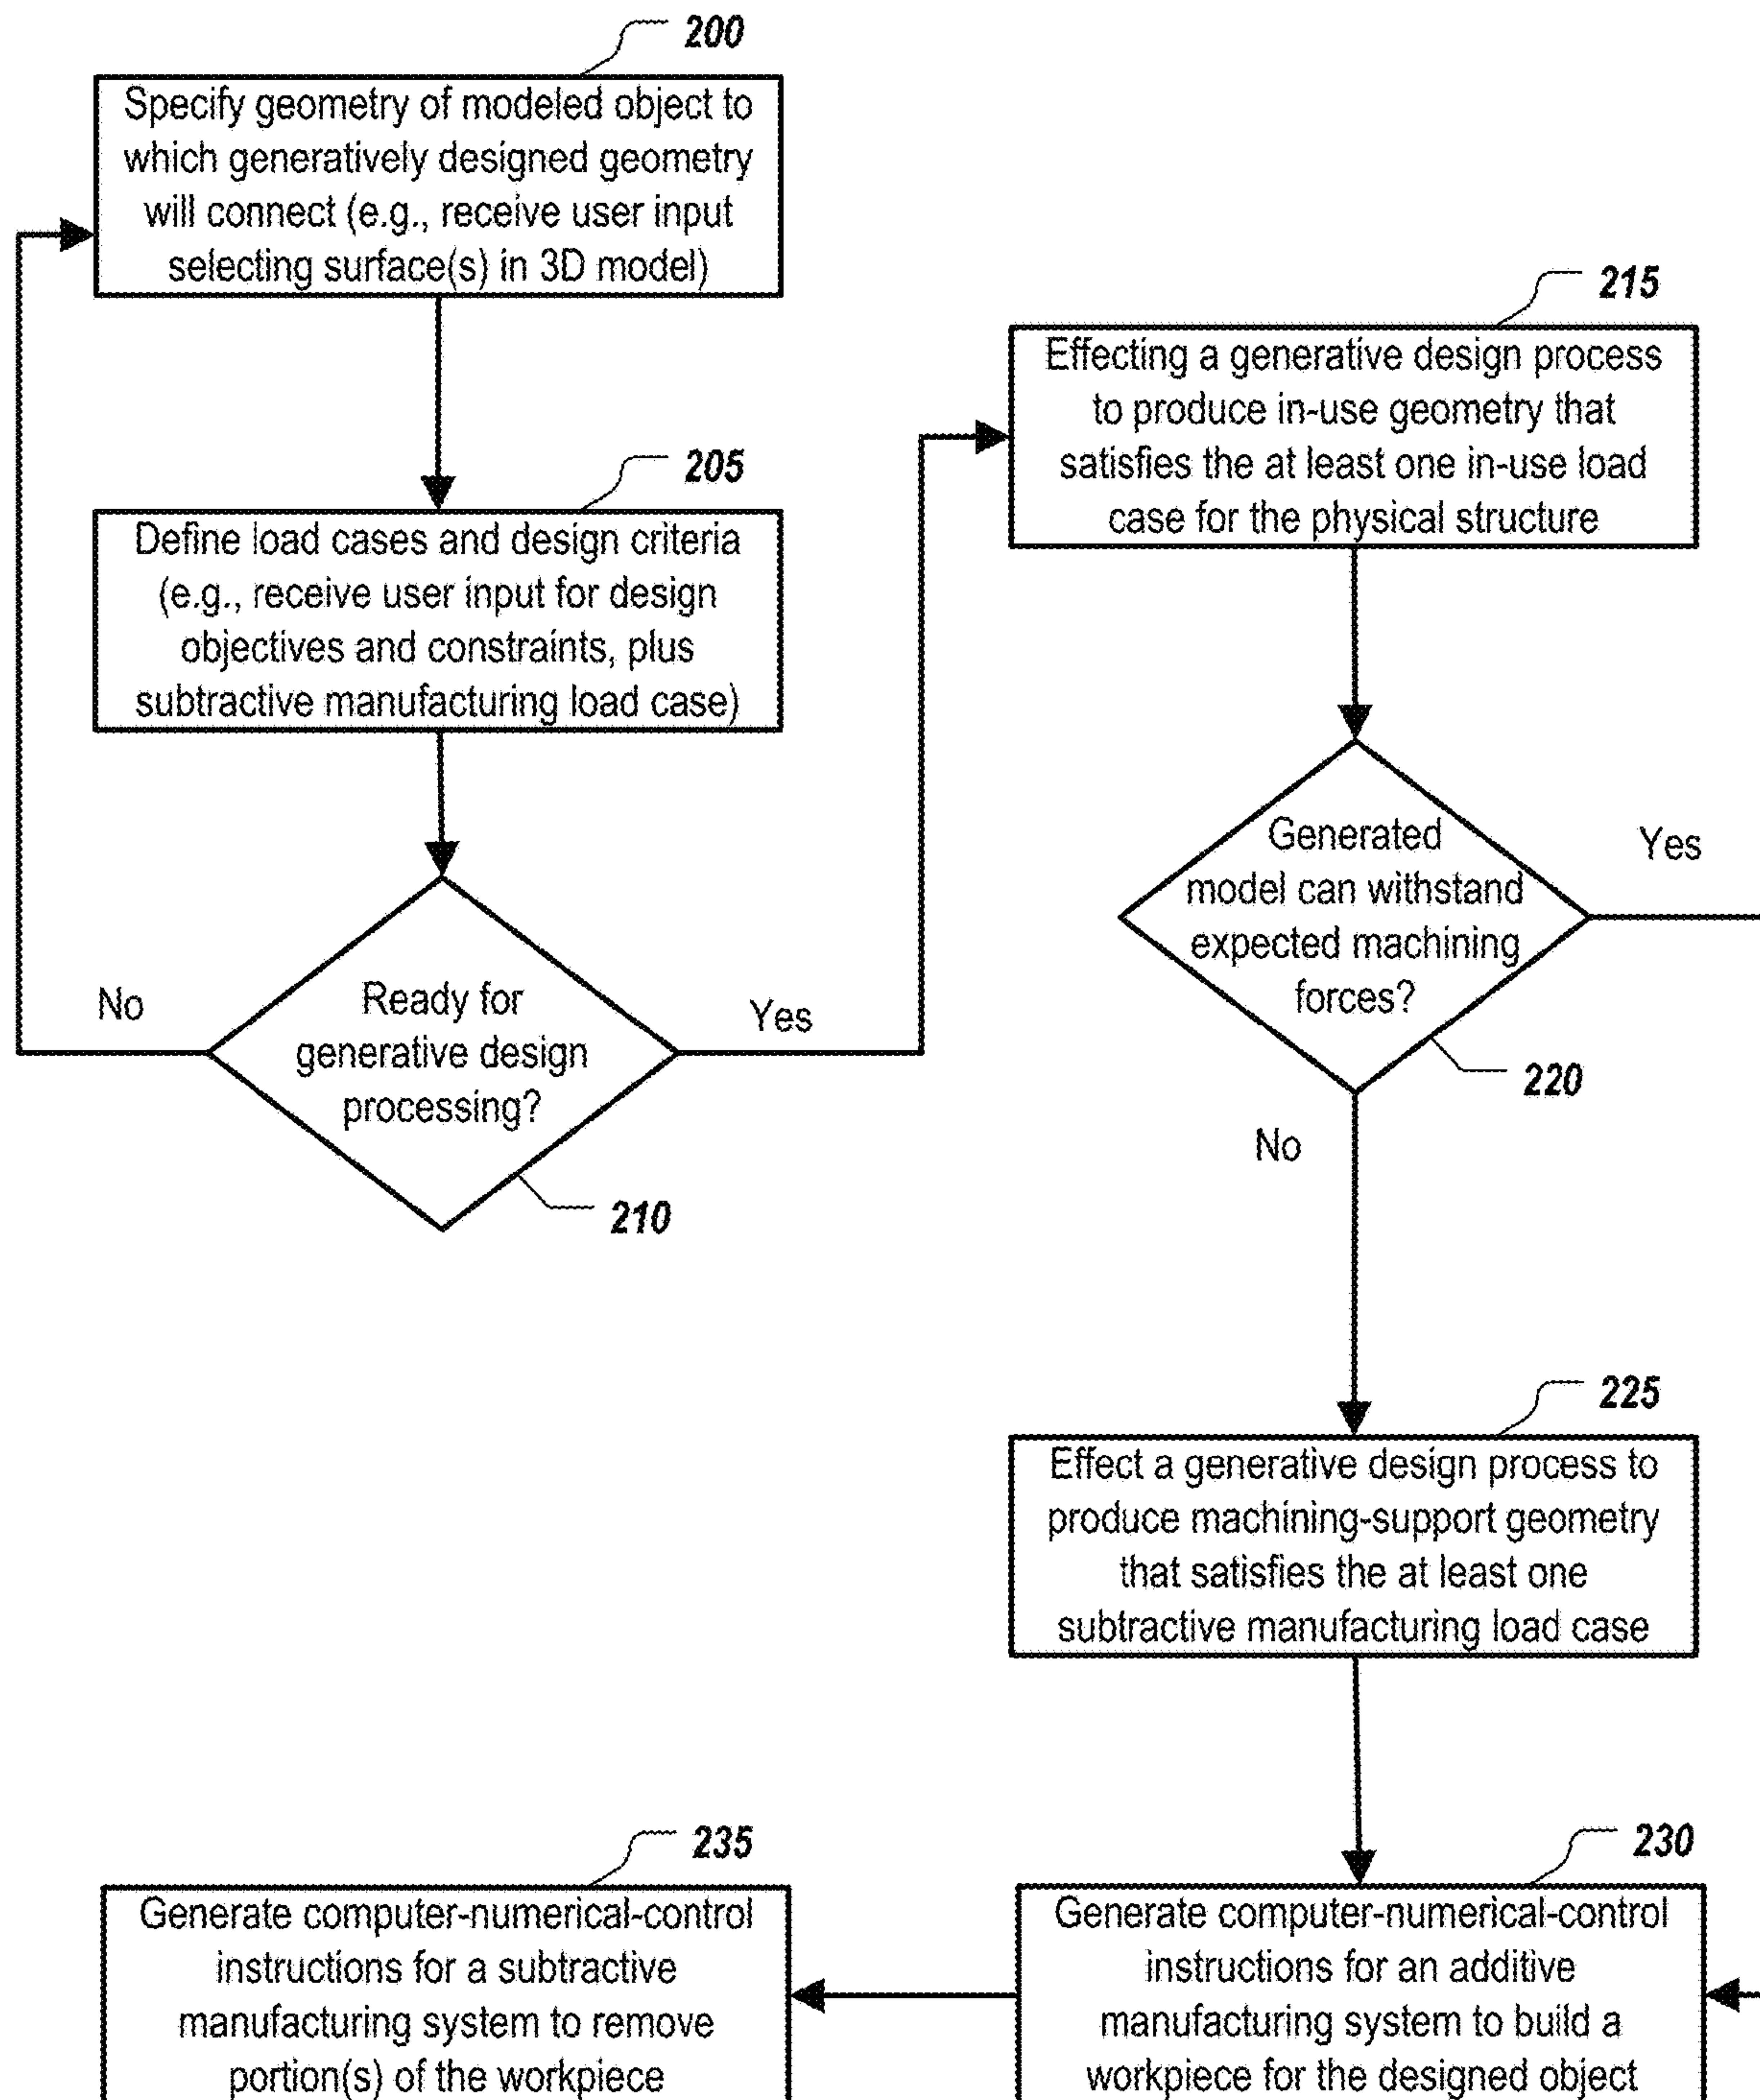 200
Specify geometry of modeled object to
which generatively designed geometry
will connect (e.g., receive user input
selecting surface(s) in 3D model)
205
Define load cases and design criteria
(e.g., receive user input for design
objectives and constraints, plus
subtractive manufacturing load case)
No
Ready for
generative design
processing?
Yes
210
215
Effecting a generative design process
to produce in-use geometry that
satisfies the at least one in-use load
case for the physical structure
Generated
model can withstand
expected machining
forces?
Yes
220
No
225
Effect a generative design process to
produce machining-support geometry
that satisfies the at least one
subtractive manufacturing load case
230
Generate computer-numerical-control
instructions for an additive
manufacturing system to build a
workpiece for the designed object
235
Generate computer-numerical-control
instructions for a subtractive
manufacturing system to remove
portion(s) of the workpiece